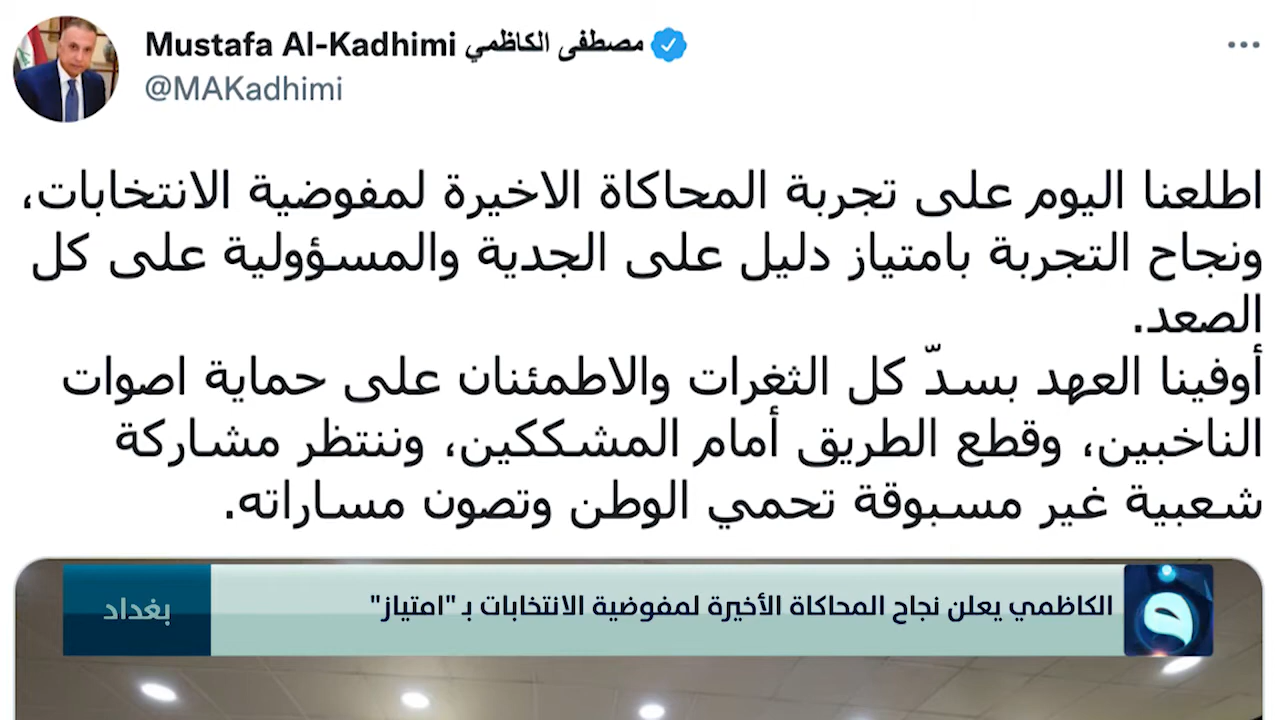 Mustafa Al-Kadhimi مصطفى الكاظمي
@MAKadhimi
اطلعنا اليوم على تجربة المحاكاة الاخيرة لمفوضية الانتخابات،
ونجاح التجربة بامتياز دليل على الجدية والمسؤولية على كل
الصعد.
أوفينا العهد بسدّ كل الثغرات والاطمئنان على حماية اصوات
الناخبين، وقطع الطريق أمام المشككين، وننتظر مشاركة
شعبية غير مسبوقة تحمي الوطن وتصون مساراته.
الكاظمي يعلن نجاح المحاكاة الأخيرة لمفوضية الانتخابات بـ "امتياز"
بغداد